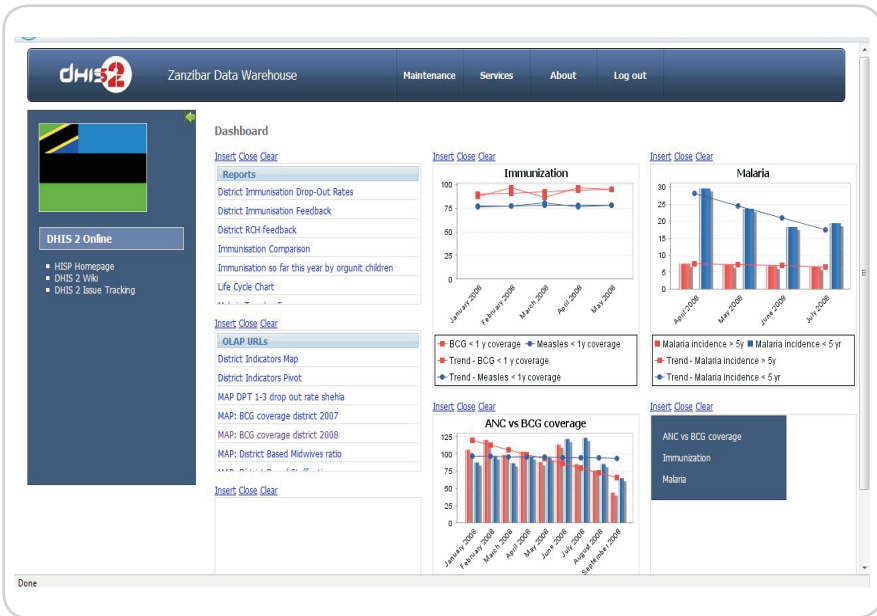 dHIS2
Zanzibar Data Warehouse
Maintenance Services About Log out
DHIS 2 Online
HISP Homepage
DHIS 2 Wiki
DHIS 2 Issue Tracking
Dashboard
Insert Close Clear
Reports
District Immunisation Drop-Out Rates
District Immunisation Feedback
District RCH feedback
Immunisation Comparison
Immunisation so far this year by orgunit children
Life Cycle Chart
Insert Close Clear
OLAP URLs
District Indicators Map
District Indicators Pivot
MAP DPT 1-3 drop out rate shehia
MAP: BCG coverage district 2007
MAP: BCG coverage district 2008
MAP: District Based Midwives ratio
Insert Close Clear
Insert Close Clear
Immunization
100
75
50
25
0
January 2008 February 2008 March 2008 April 2008 May 2008
BCG < 1 y coverage Measles < 1y coverage
Trend - BCG < 1 y coverage
Trend - Measles < 1y coverage
Insert Close Clear
ANC vs BCG coverage
125
100
75
50
25
0
January 2008 February 2008 March 2008 April 2008 May 2008 June 2008 July 2008 August 2008 September 2008
Insert Close Clear
Malaria
30
25
20
15
10
5
0
April 2008 May 2008 June 2008 July 2008
Malaria incidence > 5y Malaria incidence < 5 yr
Trend - Malaria incidence > 5y
Trend - Malaria incidence < 5 yr
Insert Close Clear
ANC vs BCG coverage
Immunization
Malaria
Done